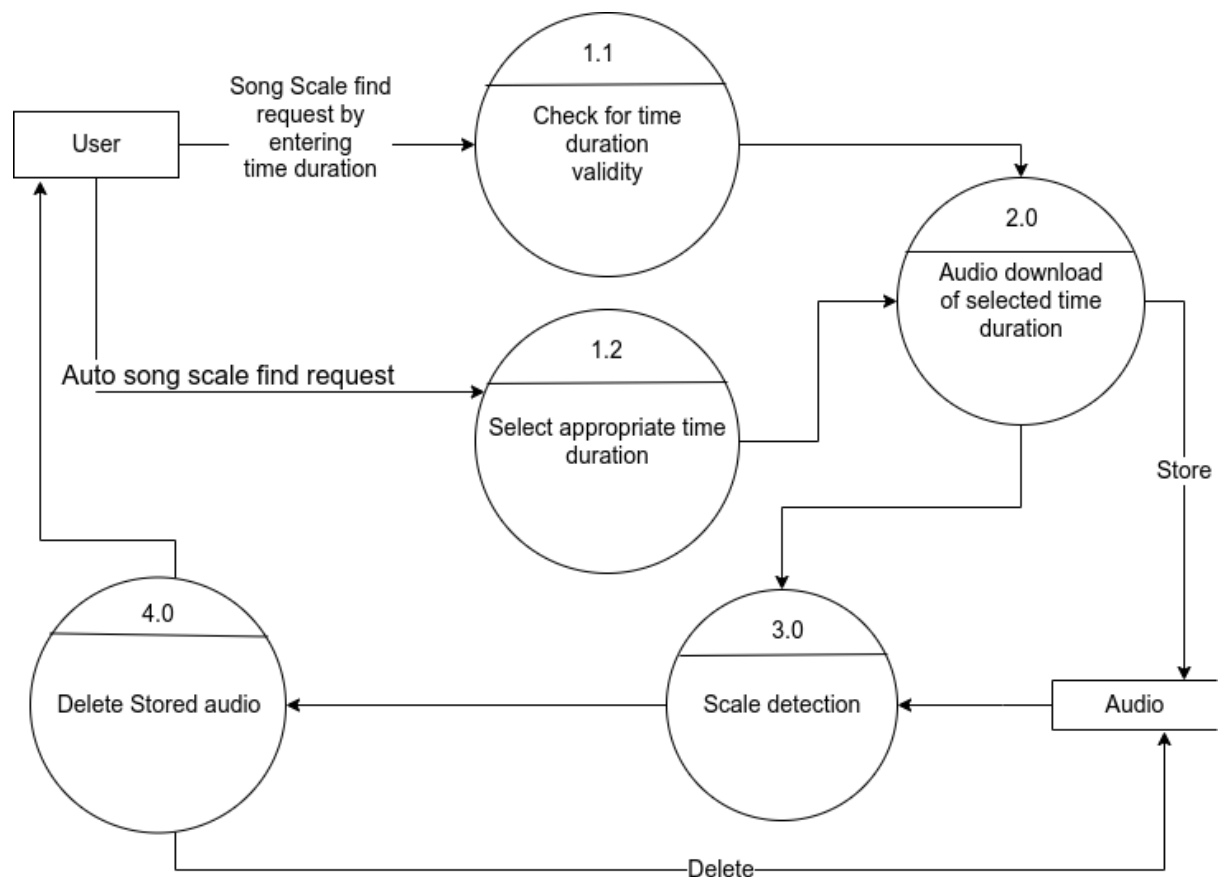 User
Song Scale find
request by
entering
time duration
1.1
Check for time
duration
validity
2.0
Audio download
of selected time
duration
Auto song scale find request
1.2
Select appropriate time
duration
Store
4.0
Delete Stored audio
3.0
Scale detection
Audio
Delete